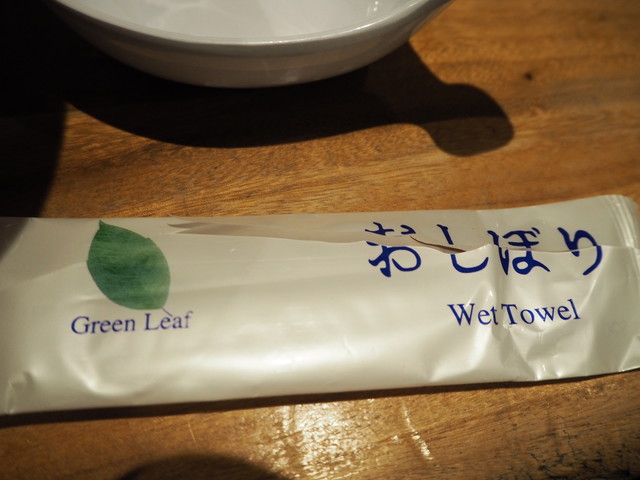 おしぼり
Green Leaf
Wet Towel